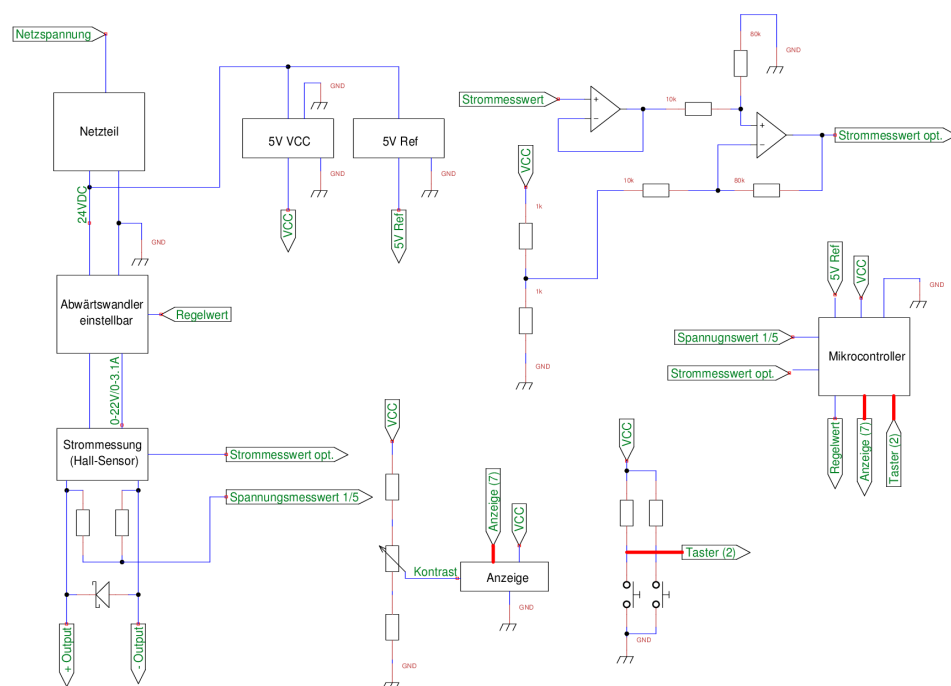 Netzspannung
Netzteil
24VDC
GND
5V VCC
GND
GND
VCC
5V Ref
GND
5V Ref
Abwärtswandler
einstellbar
Regelwert
0-22V/0-3.1A
Strommessung
(Hall-Sensor)
Strommesswert opt.
Spannungsmesswert 1/5
+ Output
- Output
Strommesswert
10k
80k
GND
Strommesswert opt.
VCC
10k
80k
1k
1k
GND
5V Ref
VCC
GND
Spannugnswert 1/5
Mikrocontroller
Strommesswert opt.
Regelwert
Anzeige (7)
Taster (2)
VCC
Kontrast
GND
Anzeige (7)
VCC
Anzeige
GND
VCC
Taster (2)
GND